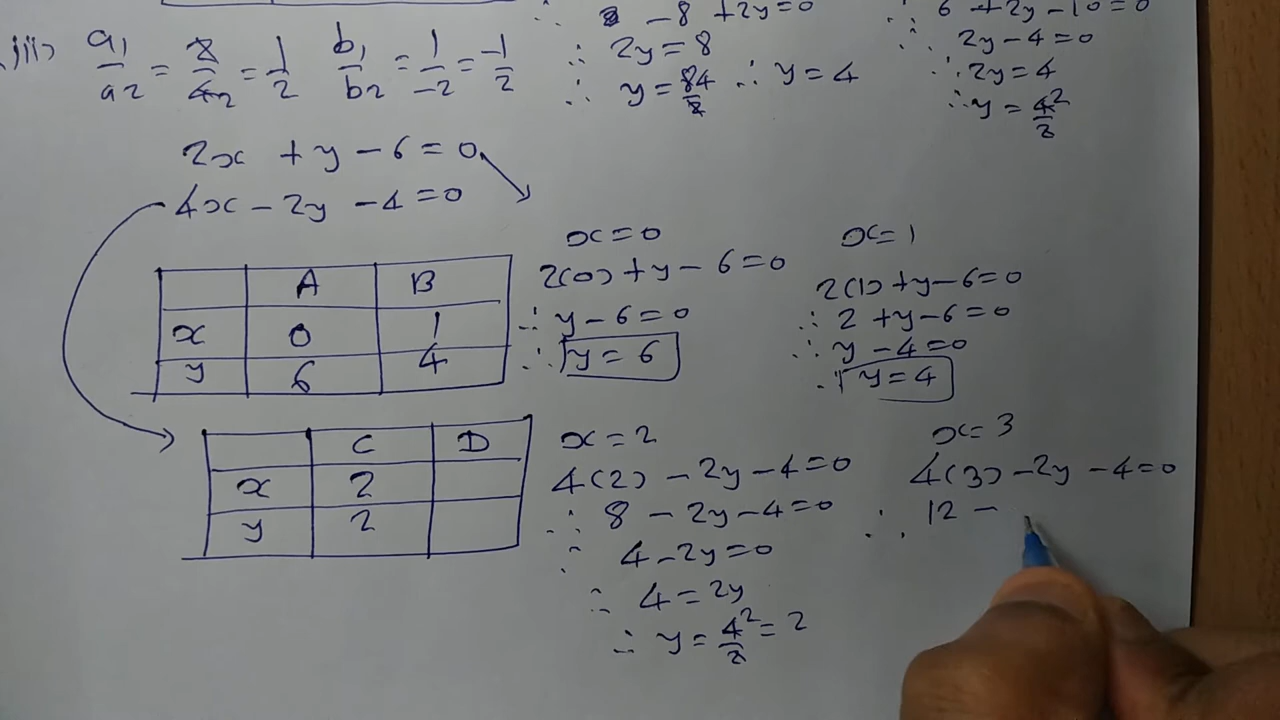 ∴ 8 - 8 + 2y = 0
∴ 2y = 8
∴ y = 84/2 ∴ y = 4
6 + 2y - 10 = 0
∴ 2y - 4 = 0
∴ 2y = 4
∴ y = 4²/2
iii) a1/a2 = 2/42 = 1/2 b1/b2 = 1/-2 = -1/2
2x + y - 6 = 0
4x - 2y - 4 = 0
A B
x 0 1
y 6 4
x = 0
2(0) + y - 6 = 0
∴ y - 6 = 0
∴ y = 6
x = 1
2(1) + y - 6 = 0
∴ 2 + y - 6 = 0
∴ y - 4 = 0
∴ y = 4
C D
x 2
y 2
x = 2
4(2) - 2y - 4 = 0
∴ 8 - 2y - 4 = 0
∴ 4 - 2y = 0
∴ 4 = 2y
∴ y = 4²/2 = 2
x = 3
4(3) - 2y - 4 = 0
∴ 12 -